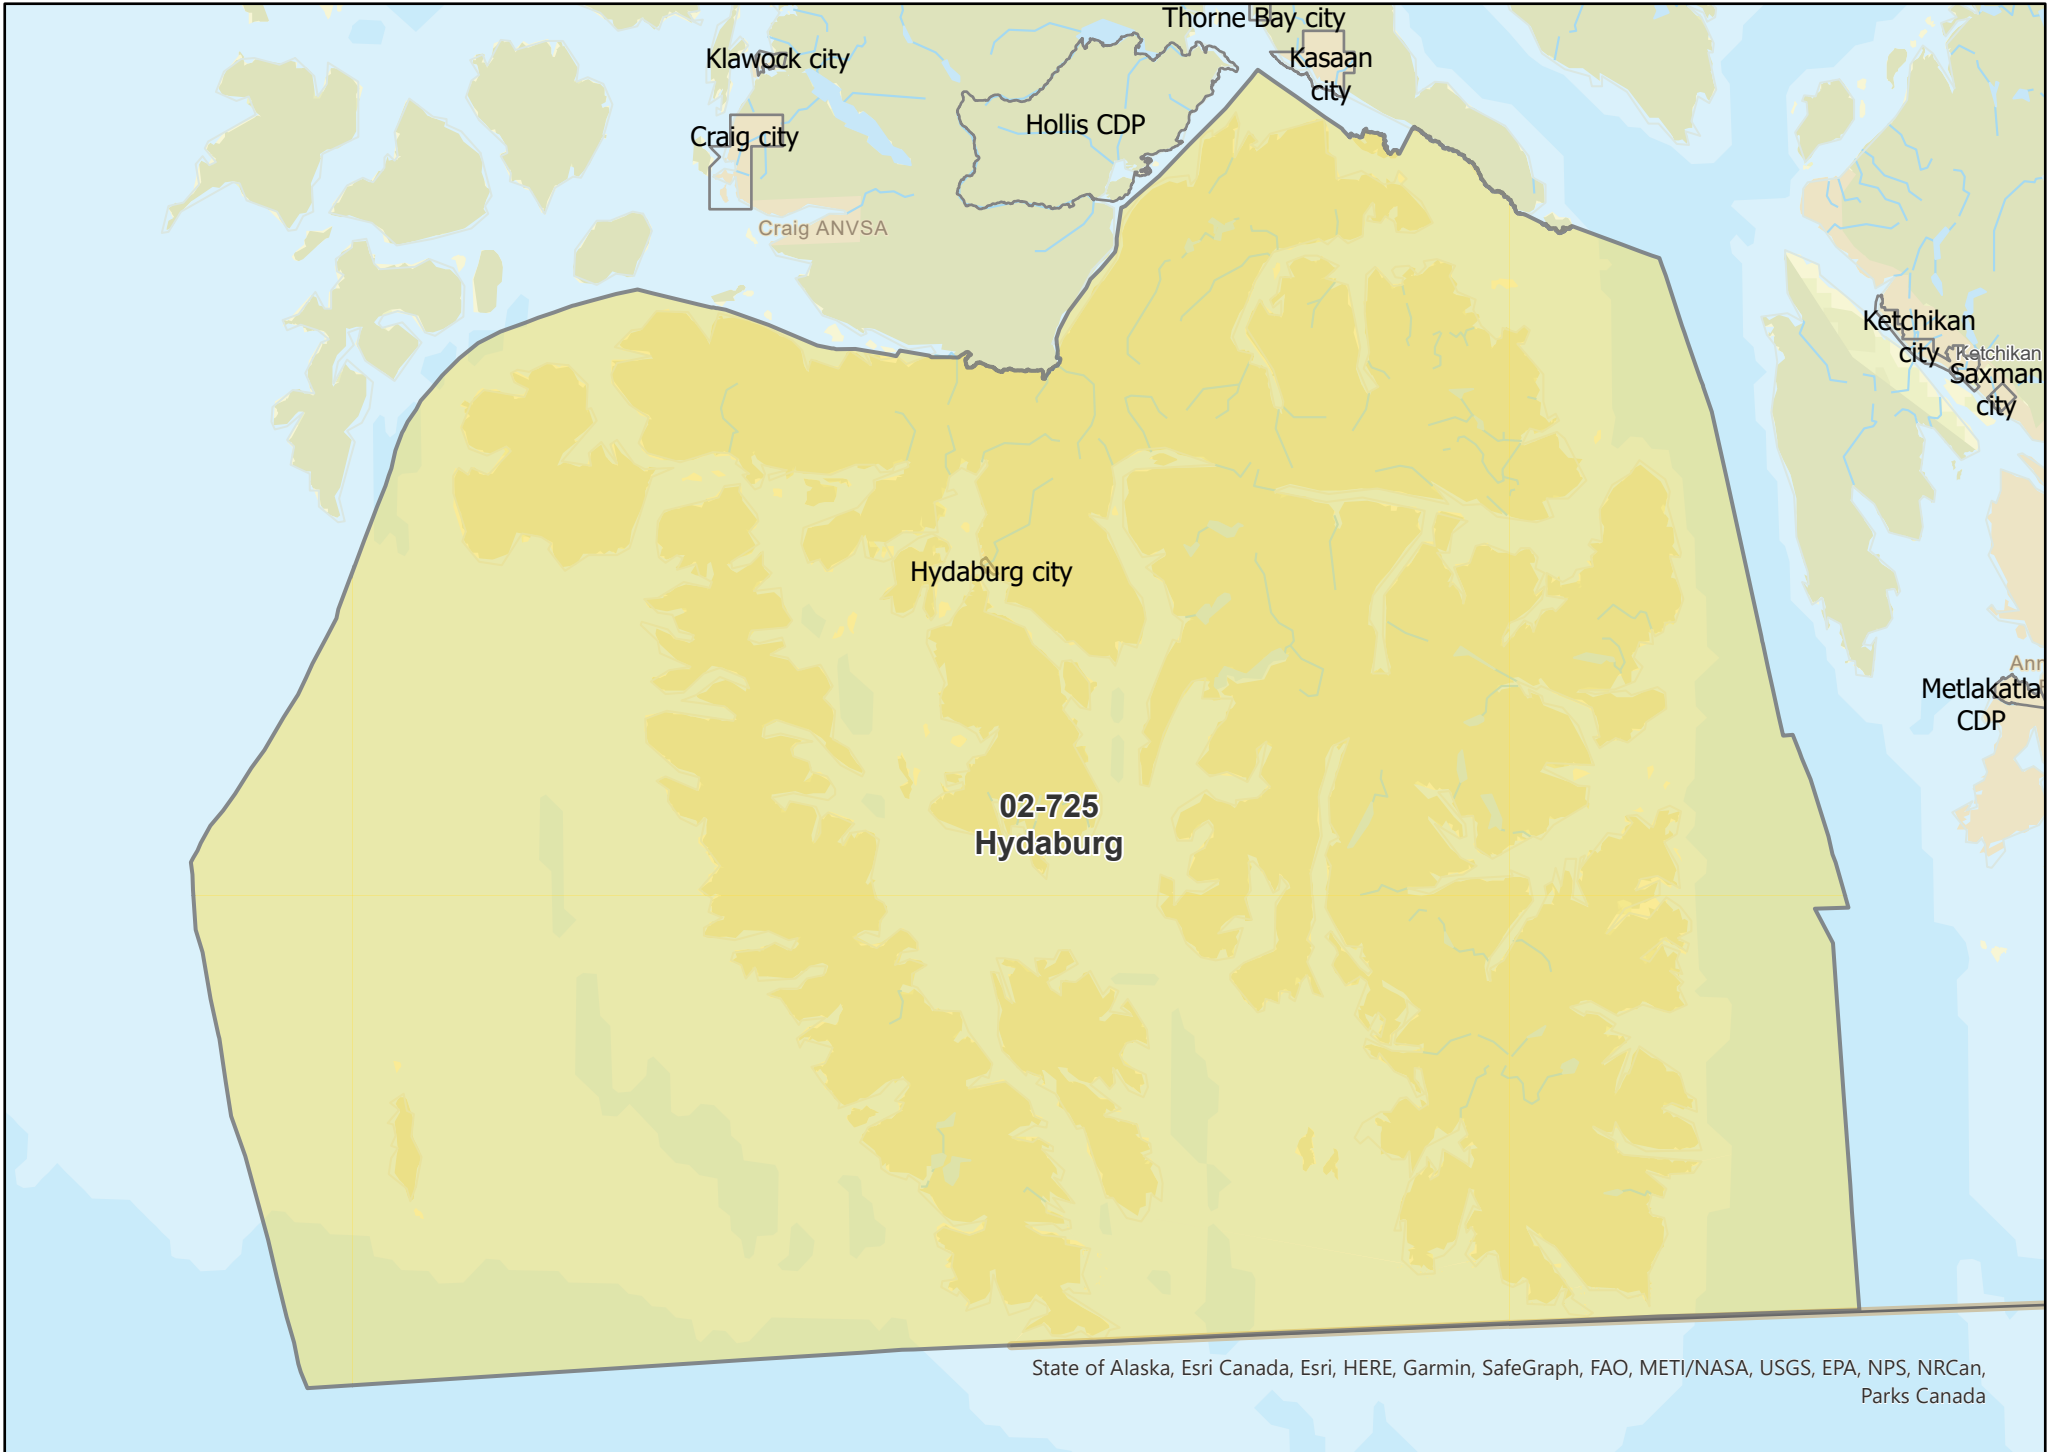 Thorne Bay city
Klawock city
Kasaan
city
Hollis CDP
Craig city
Craig ANVSA
Ketchikan
city
Ketchikan
Saxman
city
Hydaburg city
Metlakatla
CDP
02-725
Hydaburg
State of Alaska, Esri Canada, Esri, HERE, Garmin, SafeGraph, FAO, METI/NASA, USGS, EPA, NPS, NRCan,
Parks Canada